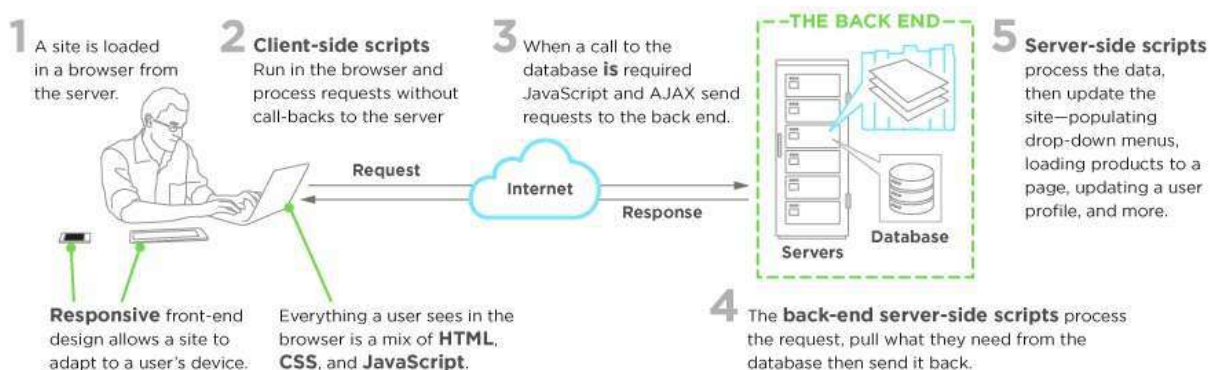 1 A site is loaded
in a browser from
the server.
2 Client-side scripts
Run in the browser and
process requests without
call-backs to the server
3 When a call to the
database is required
JavaScript and AJAX send
requests to the back end.
THE BACK END
5 Server-side scripts
process the data,
then update the
site—populating
drop-down menus,
loading products to a
page, updating a user
profile, and more.
Request
Internet
Response
Servers
Database
Responsive front-end
design allows a site to
adapt to a user's device.
Everything a user sees in the
browser is a mix of HTML,
CSS, and JavaScript.
4 The back-end server-side scripts process
the request, pull what they need from the
database then send it back.